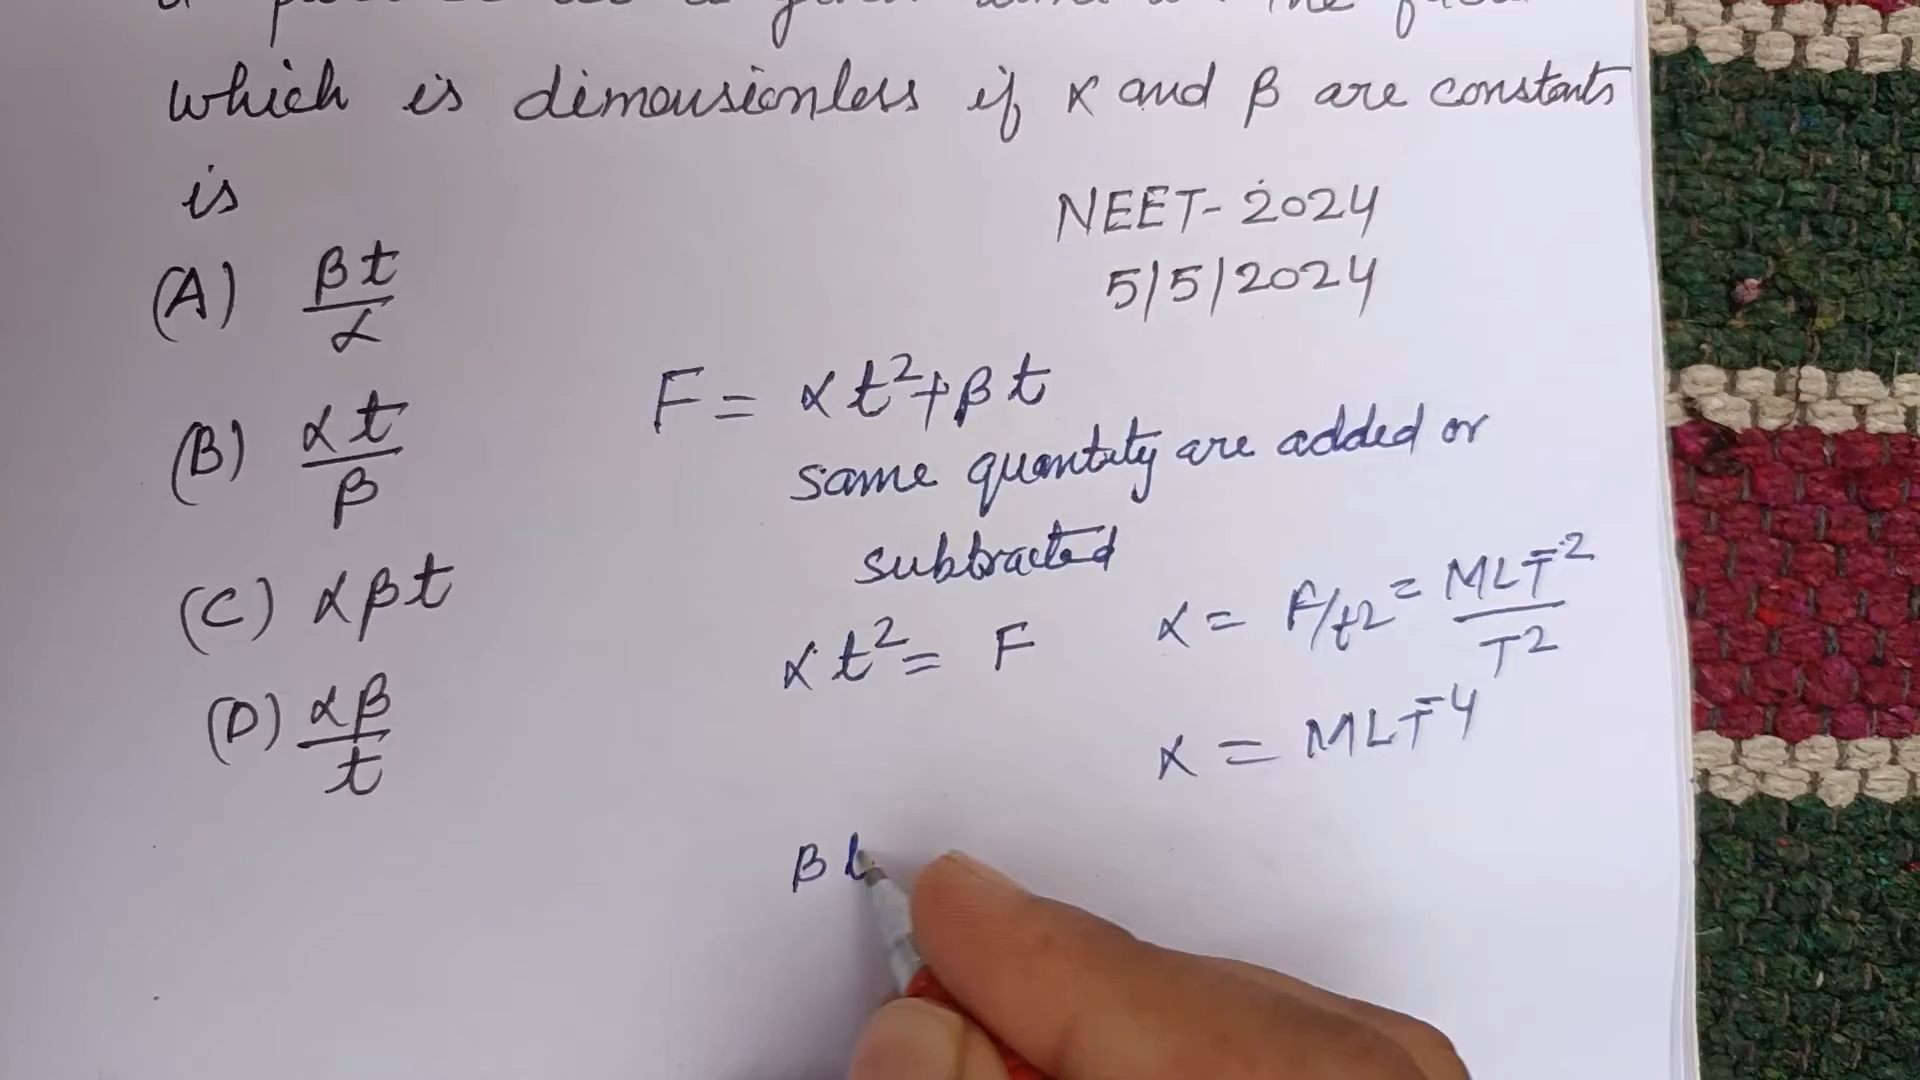 which is dimensionless if α and β are constants
is
NEET-2024
5/5/2024
(A) βt/α
(B) αt/β
(C) αβt
(D) αβ/t
F = αt²+βt
same quantity are added or
subtracted
αt² = F
α = F/t2 = MLT⁻²/T²
α = MLT⁻⁴
β t